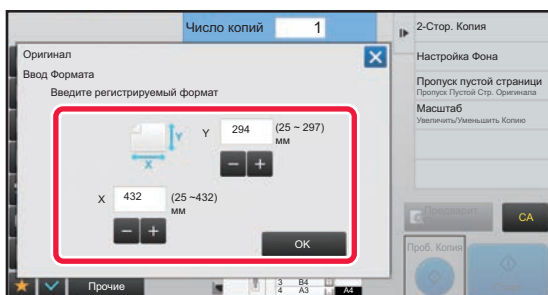 Число копий 1
Оригинал
Ввод Формата
Введите регистрируемый формат
Y 294 (25 ~ 297)
мм
X 432 (25 ~432)
мм
OK
2-Стор. Копия
Настройка Фона
Пропуск пустой страници
Пропуск Пустой Стр. Оригинала
Масштаб
Увеличить/Уменьшить Копию
Предварит.
CA
Проб. Копия
Прочие
3 B4
4 A3
A4